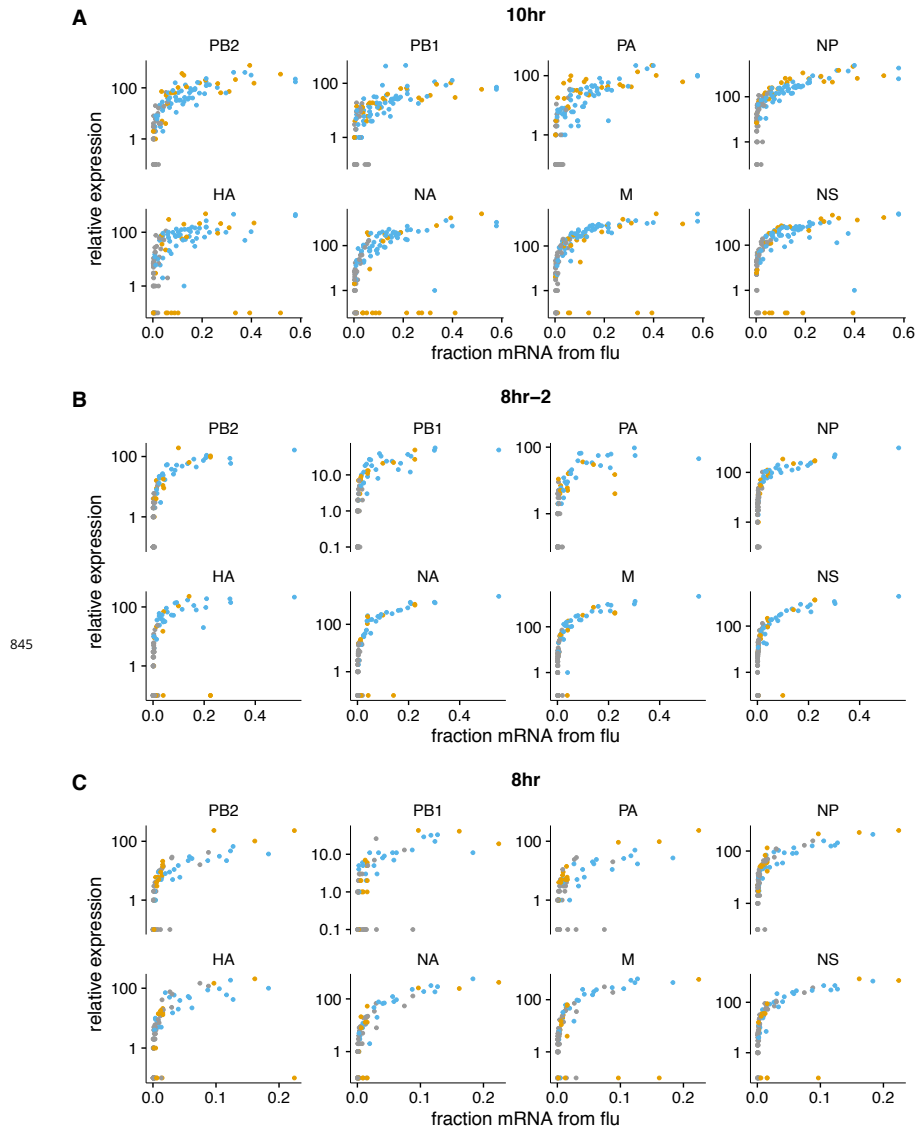 A
10hr
PB2 PB1 PA NP
100 100 100 100
1 1 1 1
HA NA M NS
100 100 100 100
1 1 1 1
0.0 0.2 0.4 0.6 0.0 0.2 0.4 0.6 0.0 0.2 0.4 0.6 0.0 0.2 0.4 0.6
relative expression
fraction mRNA from flu
B
8hr−2
PB2 PB1 PA NP
100 10.0 100 100
1 1.0 1 1
0.1
HA NA M NS
100 100 100 100
1 1 1 1
0.0 0.2 0.4 0.0 0.2 0.4 0.0 0.2 0.4 0.0 0.2 0.4
relative expression
fraction mRNA from flu
845
C
8hr
PB2 PB1 PA NP
100 10.0 100 100
1 1.0 1 1
0.1
HA NA M NS
100 100 100 100
1 1 1 1
0.0 0.1 0.2 0.0 0.1 0.2 0.0 0.1 0.2 0.0 0.1 0.2
relative expression
fraction mRNA from flu